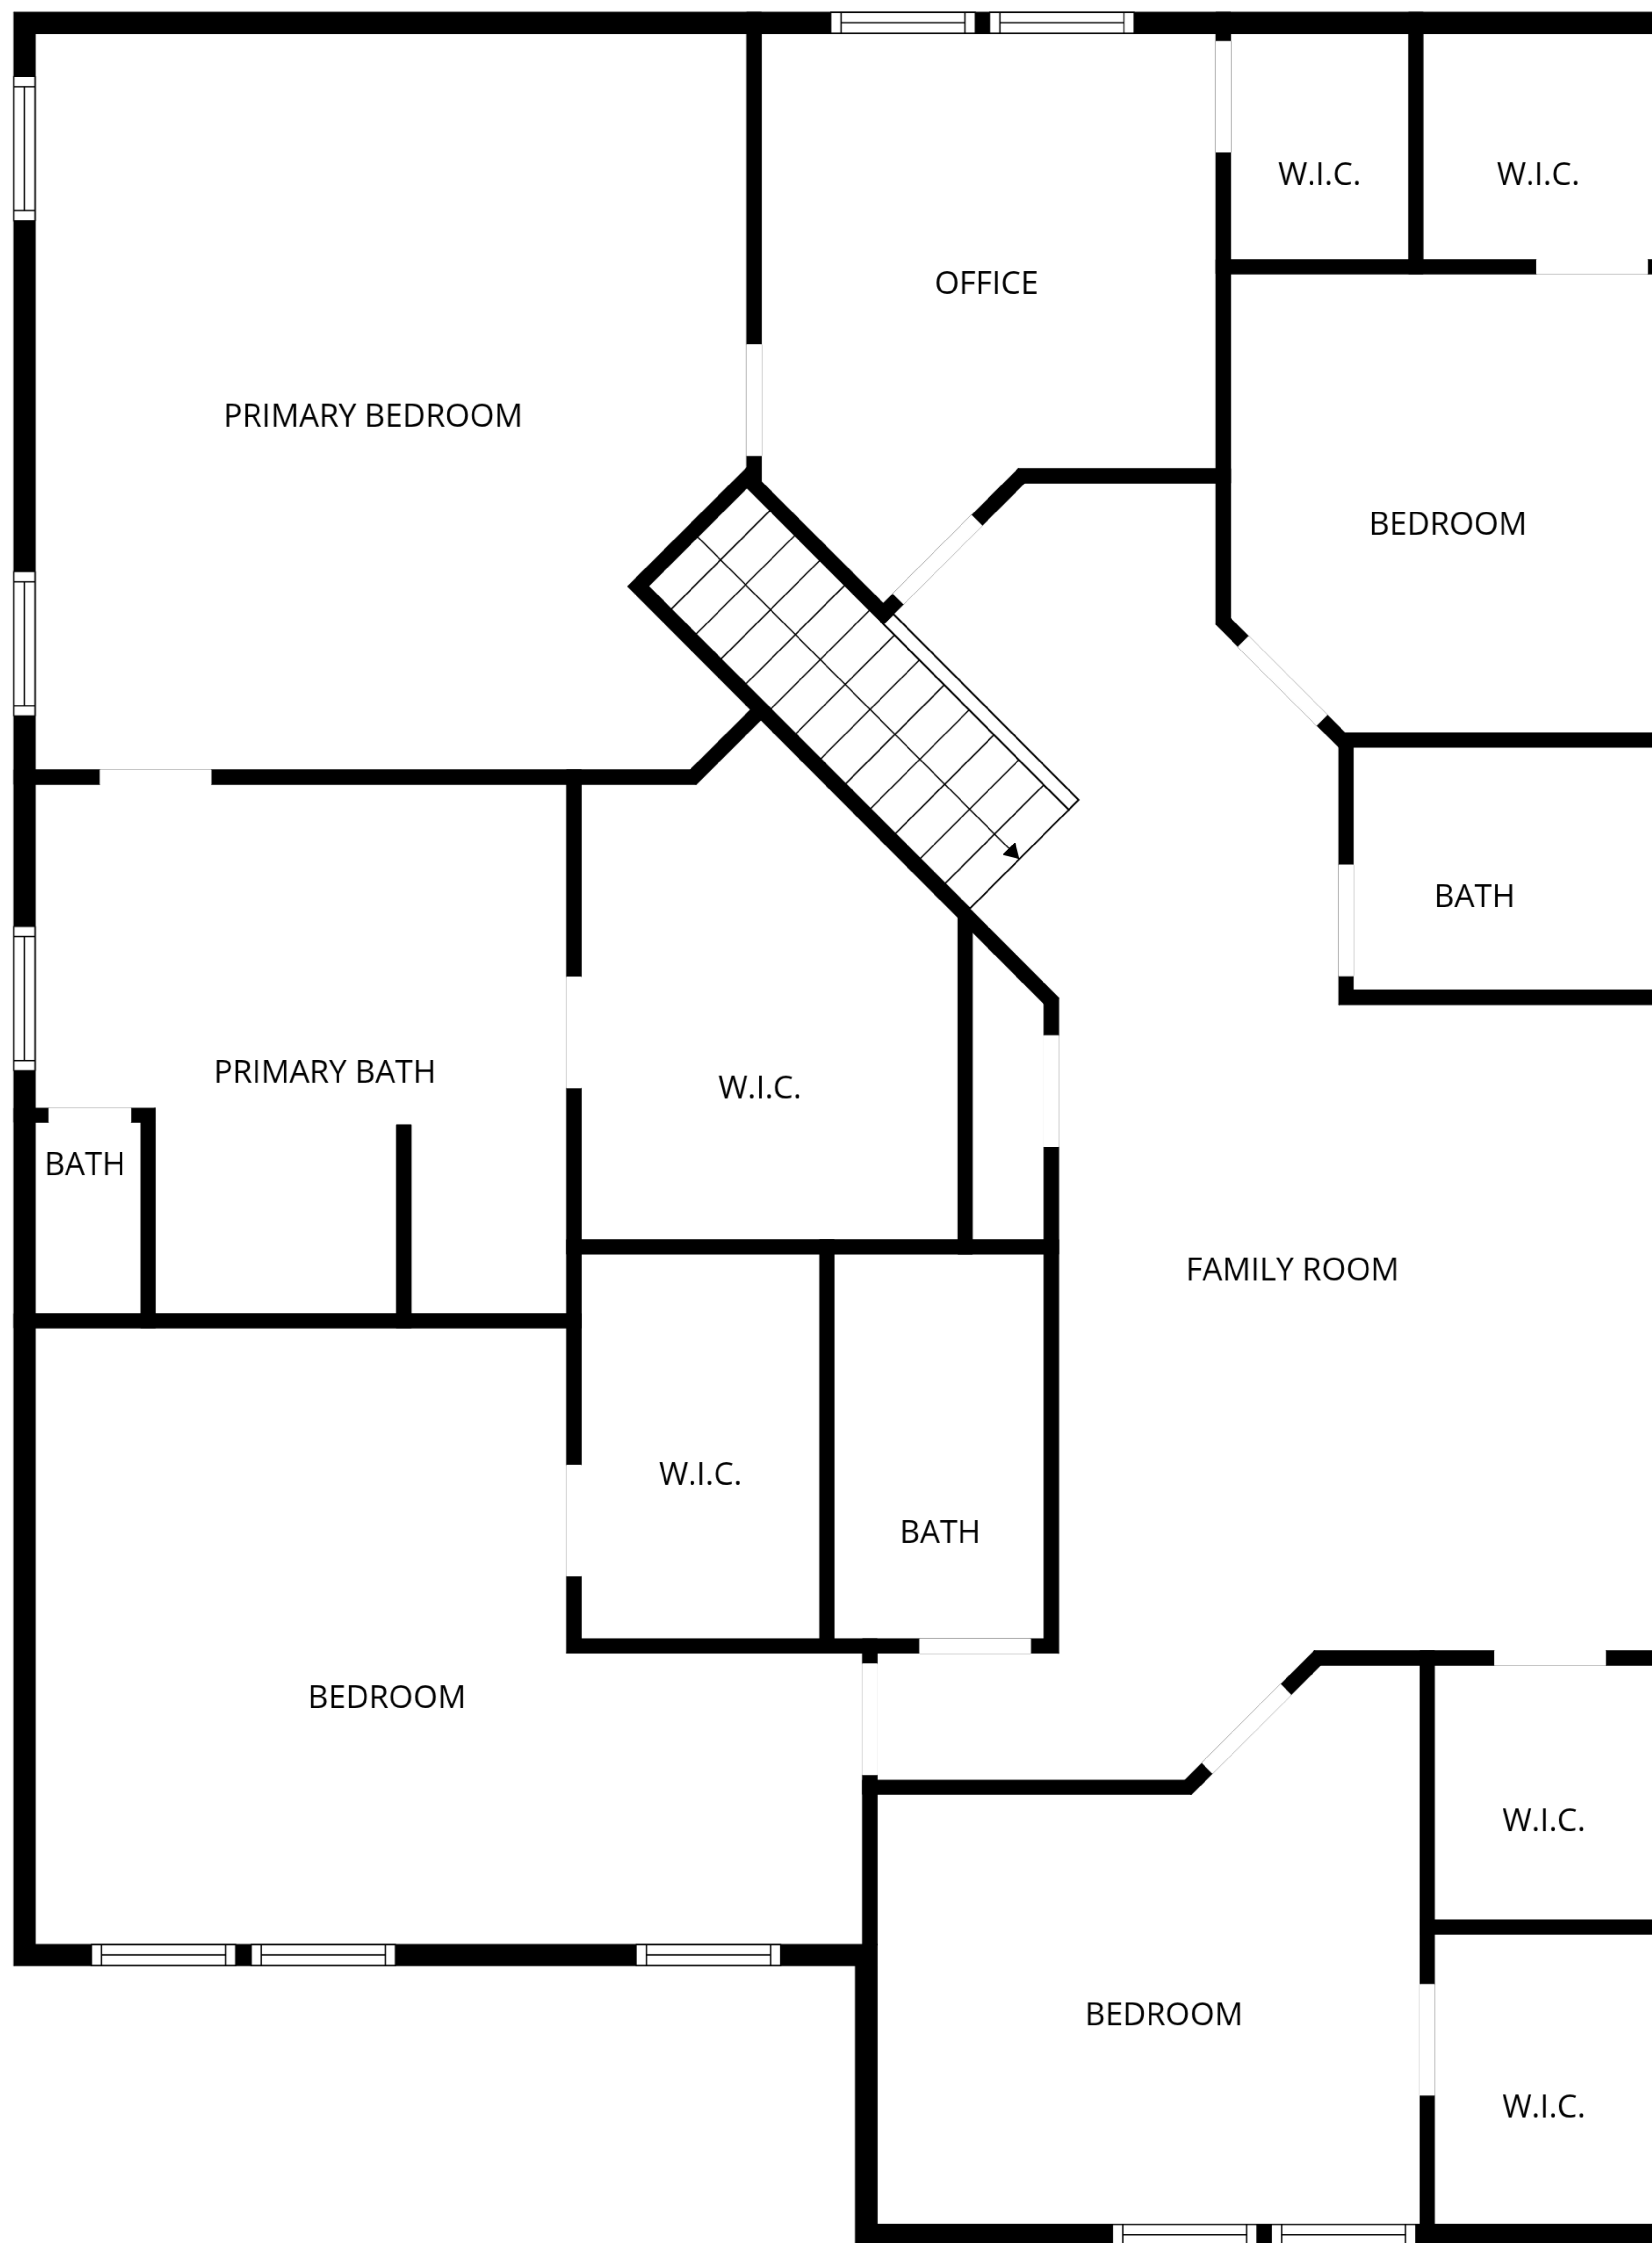 W.I.C.
W.I.C.
OFFICE
PRIMARY BEDROOM
BEDROOM
BATH
PRIMARY BATH
W.I.C.
BATH
FAMILY ROOM
W.I.C.
BATH
BEDROOM
W.I.C.
BEDROOM
W.I.C.